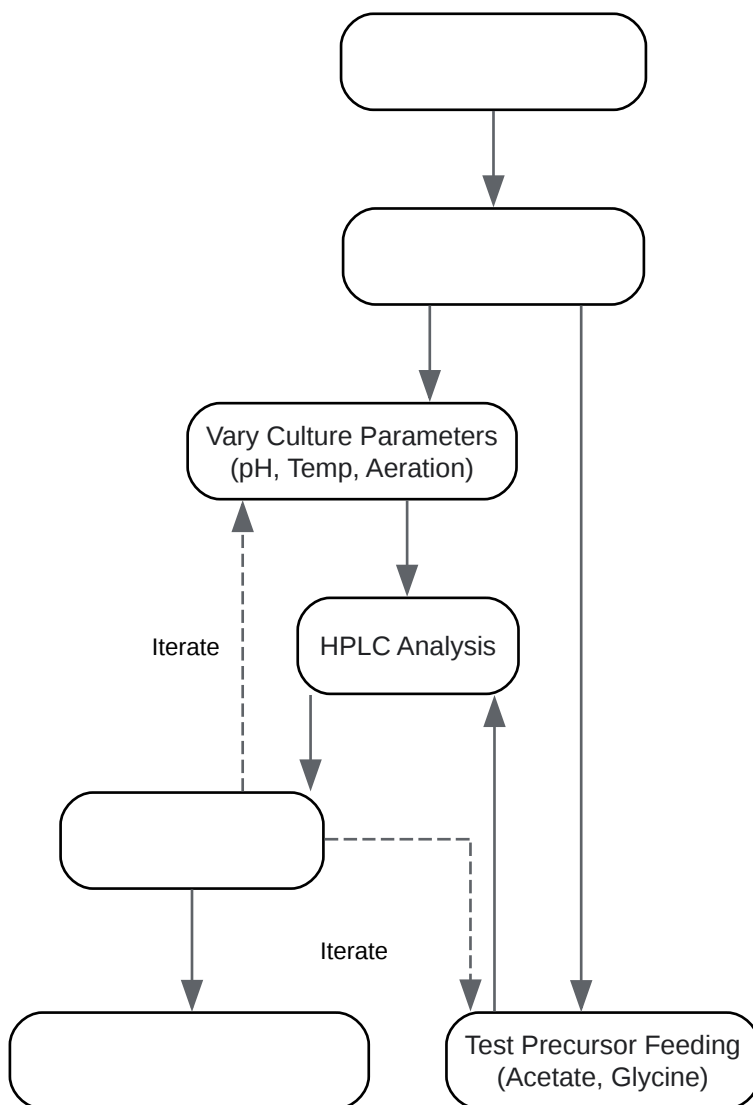 Vary Culture Parameters
(pH, Temp, Aeration)
HPLC Analysis
Iterate
Iterate
Test Precursor Feeding
(Acetate, Glycine)